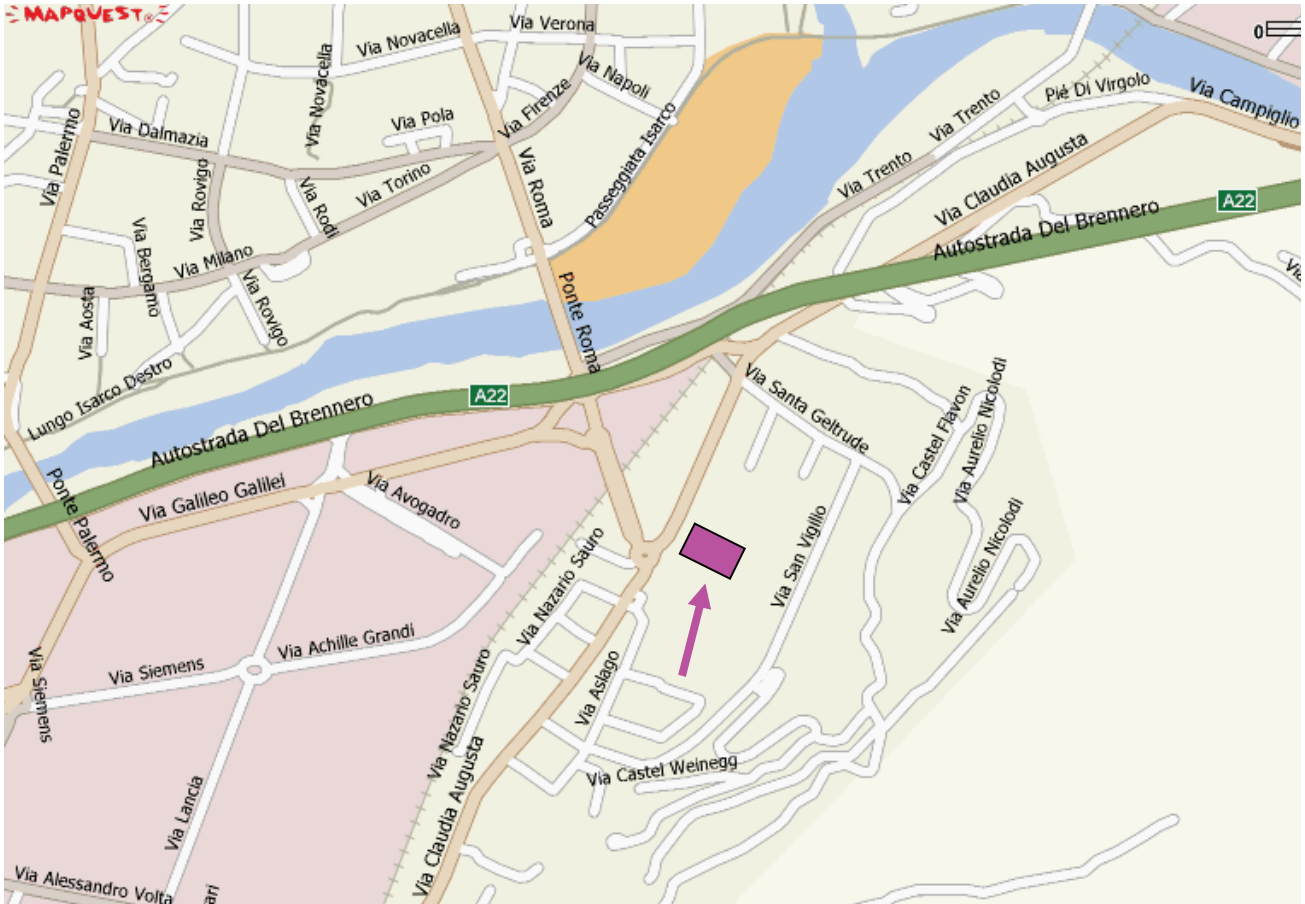 MAPQUEST
0
Via Verona
Via Novacella
Via Novacella
Via Napoli
Via Firenze
Via Pola
Via Dalmazia
Via Palermo
Via Rovigo
Via Rodi
Via Torino
Via Roma
Passeggiata Isarco
Via Trento
Via Trento
Pié Di Virgolo
Via Campiglio
Via Claudia Augusta
Autostrada Del Brennero
A22
Via Bergamo
Via Milano
Via Rovigo
Via Aosta
Ponte Roma
Lungo Isarco Destro
Autostrada Del Brennero
A22
Via Santa Geltrude
Via Castel Flavon
Via Aurelio Nicolodi
Via Aurelio Nicolodi
Ponte Palermo
Via Galileo Galilei
Via Avogadro
Via Nazario Sauro
Via San Vigilio
Via Achille Grandi
Via Siemens
Via Siemens
Via Nazario Sauro
Via Aslago
Via Castel Weinegg
Via Claudia Augusta
Via Lancia
Via Alessandro Volta